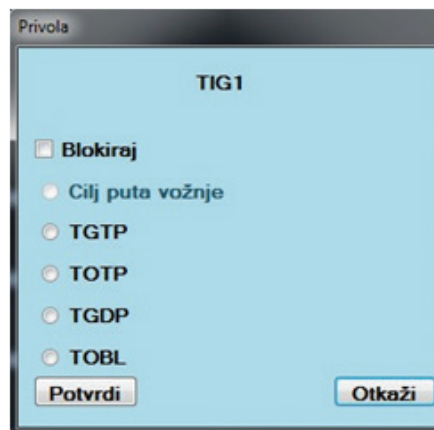 Privola
TIG1
Blokiraj
Cilj puta vožnje
TGTP
TOTP
TGDP
TOBL
Potvrdi
Otkaži